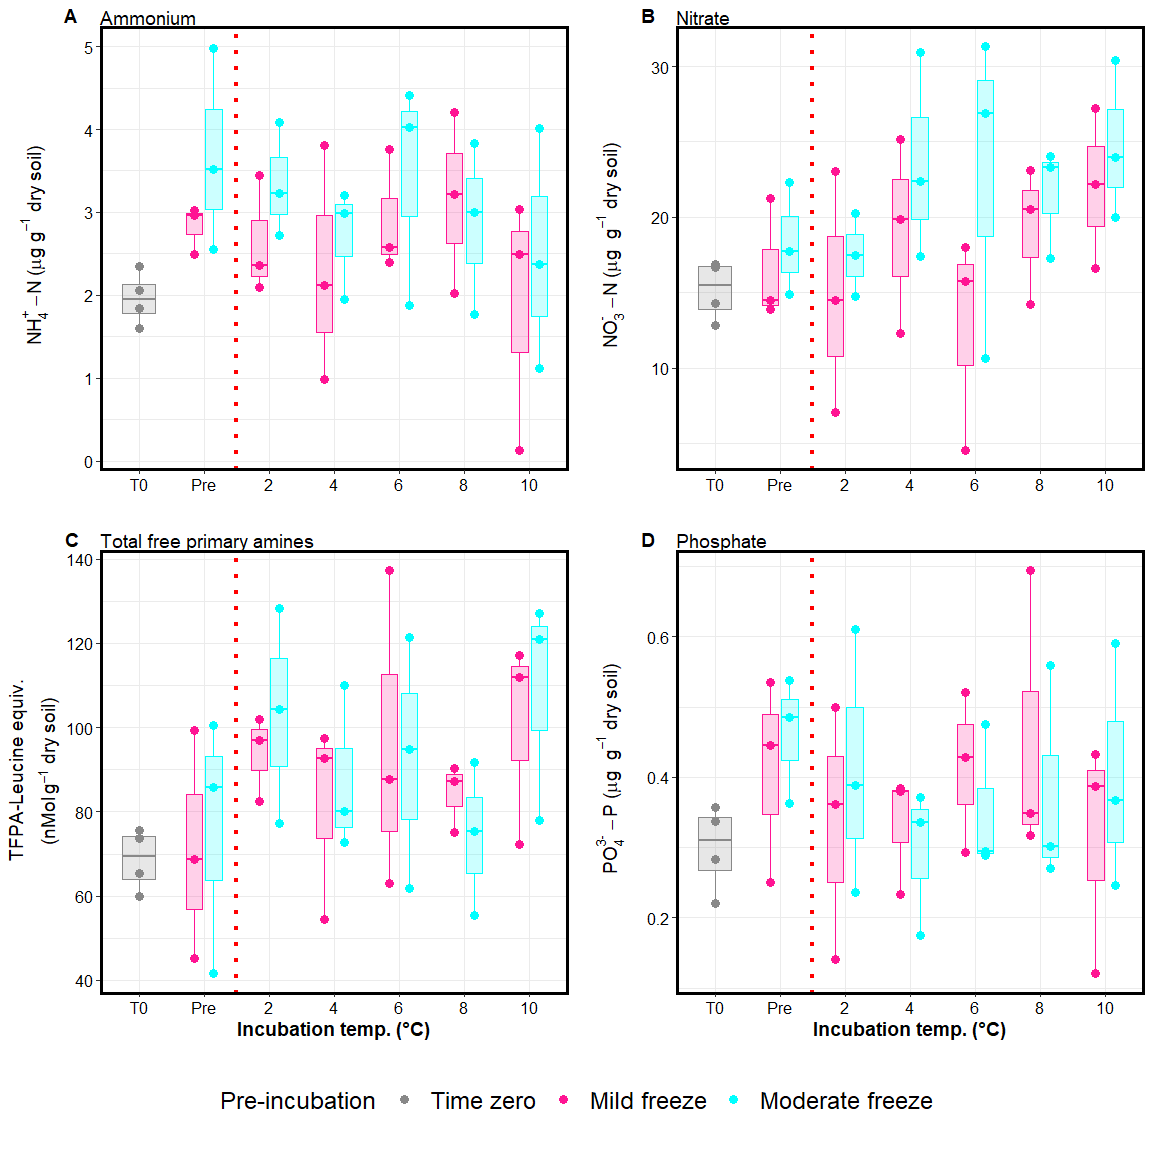 A Ammonium
5
4
3
2
1
0
NH₄⁺ – N (µg g⁻¹ dry soil)
T0 Pre 2 4 6 8 10
B Nitrate
30
20
10
NO₃⁻ – N (µg g⁻¹ dry soil)
T0 Pre 2 4 6 8 10
C Total free primary amines
140
120
100
80
60
40
TFPA-Leucine equiv.
(nMol g⁻¹ dry soil)
T0 Pre 2 4 6 8 10
Incubation temp. (°C)
D Phosphate
0.6
0.4
0.2
PO₄³⁻ – P (µg g⁻¹ dry soil)
T0 Pre 2 4 6 8 10
Incubation temp. (°C)
Pre-incubation Time zero Mild freeze Moderate freeze